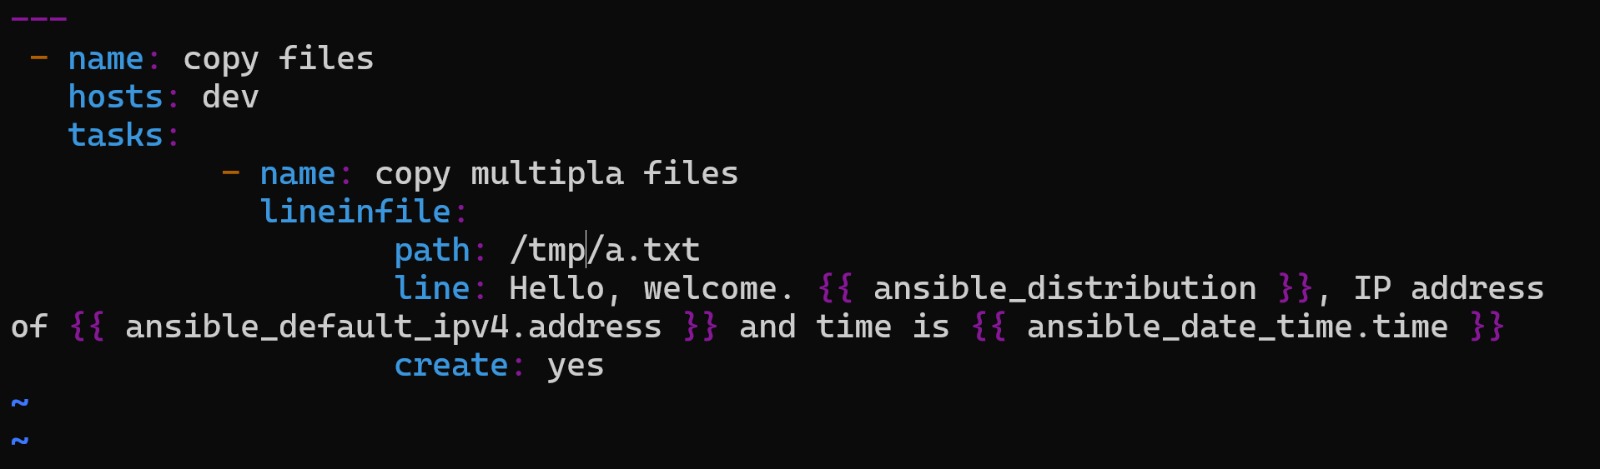 ---
 - name: copy files
   hosts: dev
   tasks:
           - name: copy multipla files
             lineinfile:
                    path: /tmp/a.txt
                    line: Hello, welcome. {{ ansible_distribution }}, IP address
of {{ ansible_default_ipv4.address }} and time is {{ ansible_date_time.time }}
                    create: yes
~
~